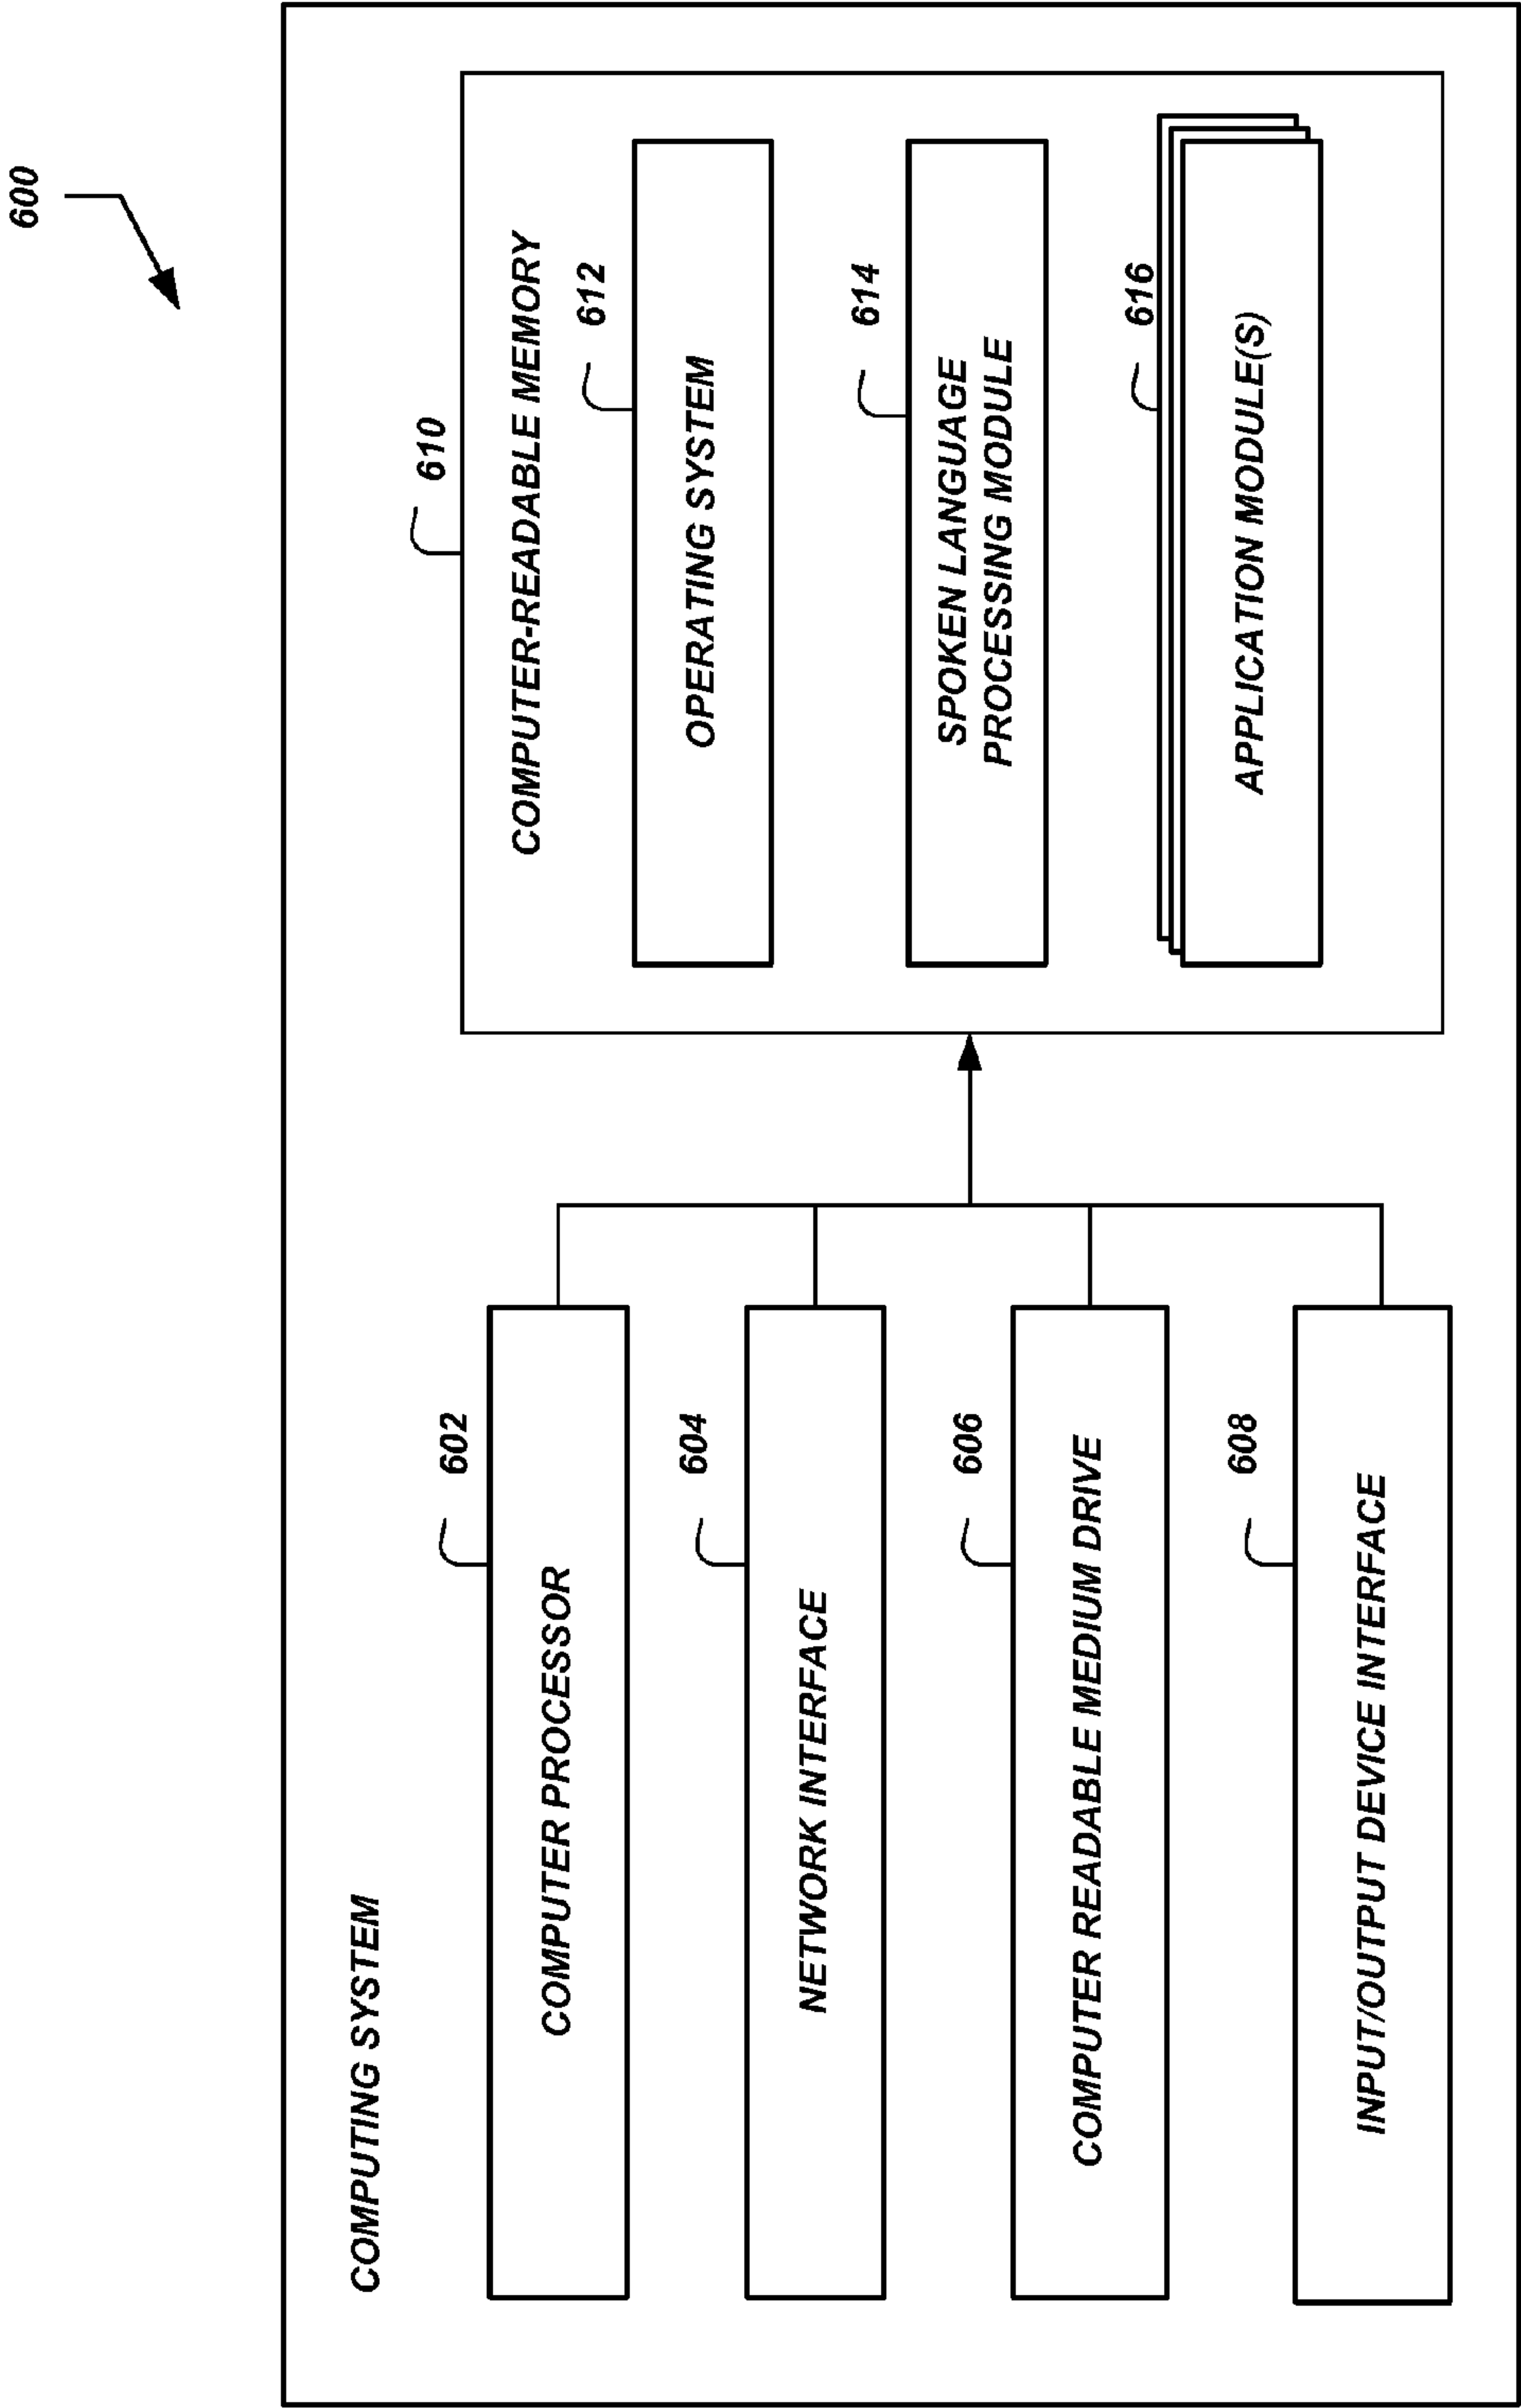 600
COMPUTING SYSTEM
602
COMPUTER PROCESSOR
604
NETWORK INTERFACE
606
COMPUTER READABLE MEDIUM DRIVE
608
INPUT/OUTPUT DEVICE INTERFACE
610
COMPUTER-READABLE MEMORY
612
OPERATING SYSTEM
614
SPOKEN LANGUAGE
PROCESSING MODULE
616
APPLICATION MODULE(S)